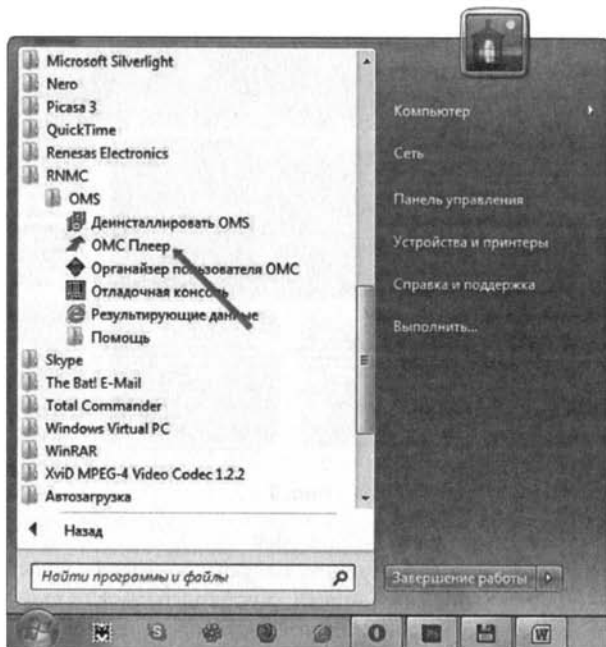 Microsoft Silverlight
Nero
Picasa 3
QuickTime
Renesas Electronics
RNMC
OMS
Деинсталлировать OMS
ОМС Плеер
Органайзер пользователя ОМС
Отладочная консоль
Результирующие данные
Помощь
Skype
The Bat! E-Mail
Total Commander
Windows Virtual PC
WinRAR
XviD MPEG-4 Video Codec 1.2.2
Автозагрузка
Назад
Найти программы и файлы
Компьютер
Сеть
Панель управления
Устройства и принтеры
Справка и поддержка
Выполнить...
Завершение работы